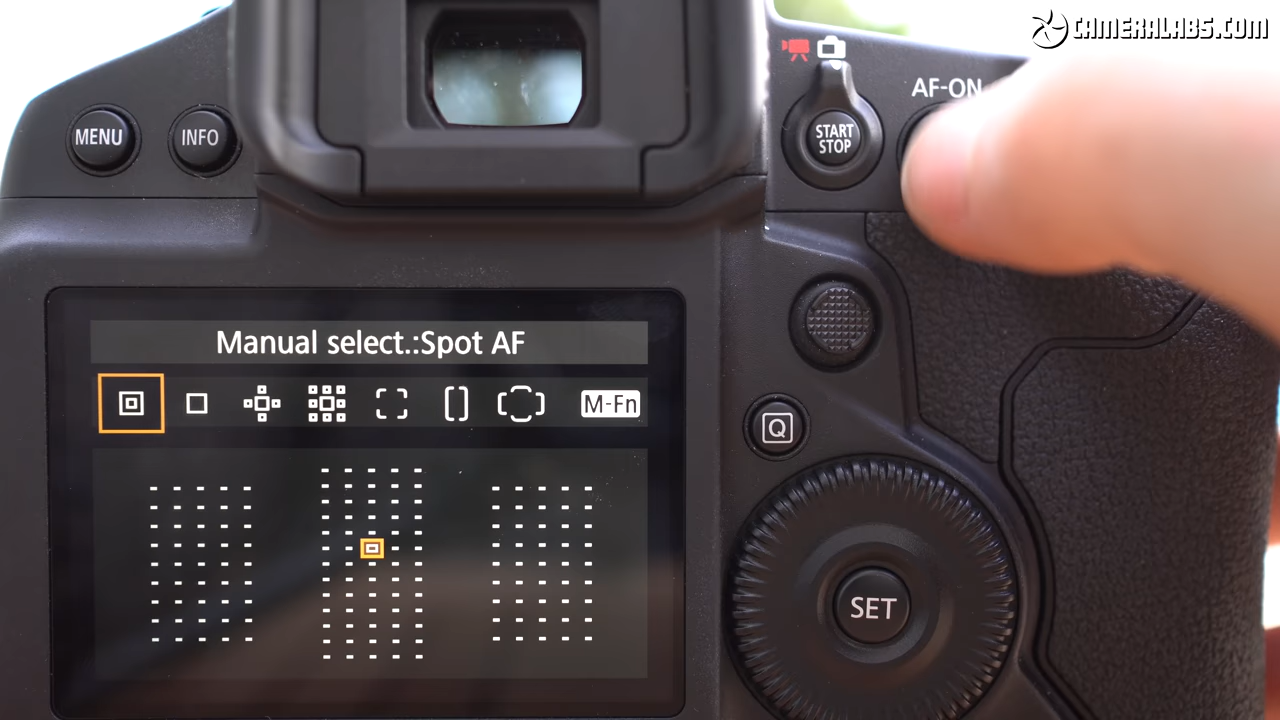 CAMERALABS.COM
AF-ON
MENU
INFO
START
STOP
Manual select.:Spot AF
M-Fn
Q
SET